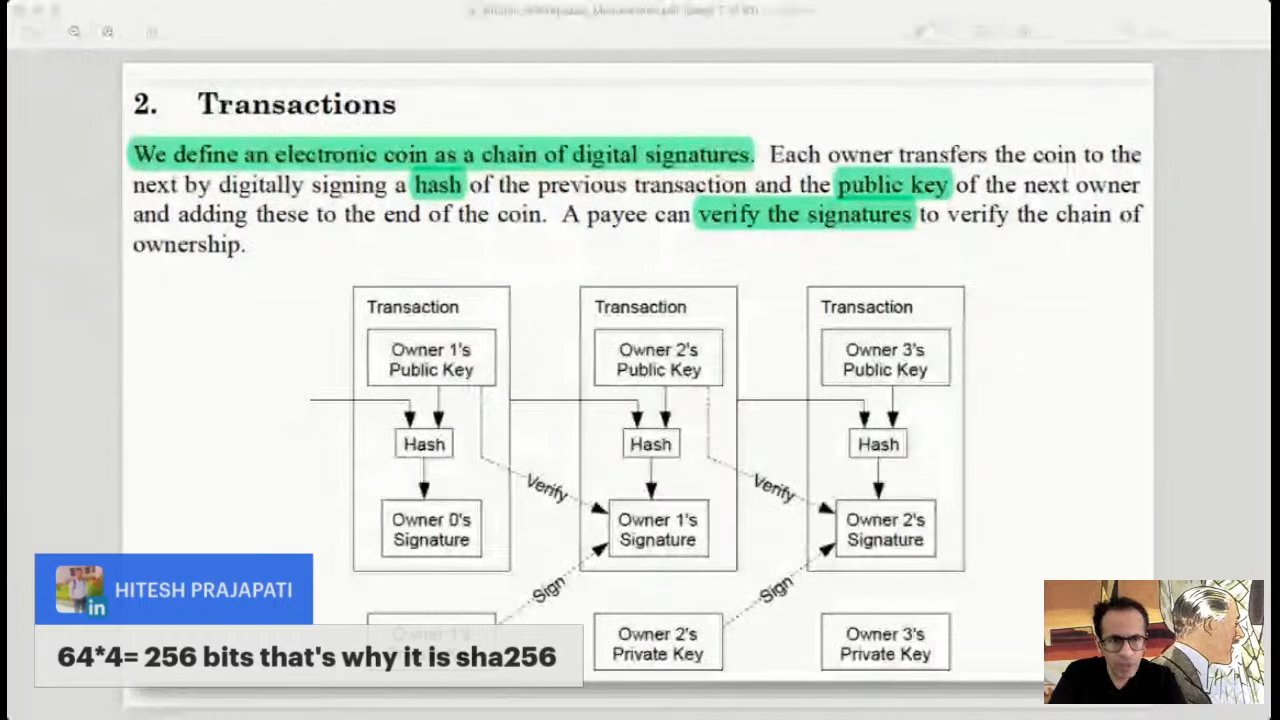 2. Transactions
We define an electronic coin as a chain of digital signatures. Each owner transfers the coin to the
next by digitally signing a hash of the previous transaction and the public key of the next owner
and adding these to the end of the coin. A payee can verify the signatures to verify the chain of
ownership.
Transaction
Owner 1's
Public Key
Hash
Owner 0's
Signature
Transaction
Owner 2's
Public Key
Hash
Verify
Owner 1's
Signature
Sign
Transaction
Owner 3's
Public Key
Hash
Verify
Owner 2's
Signature
Sign
Owner 1's
Owner 2's
Private Key
Owner 3's
Private Key
in
HITESH PRAJAPATI
64*4= 256 bits that's why it is sha256